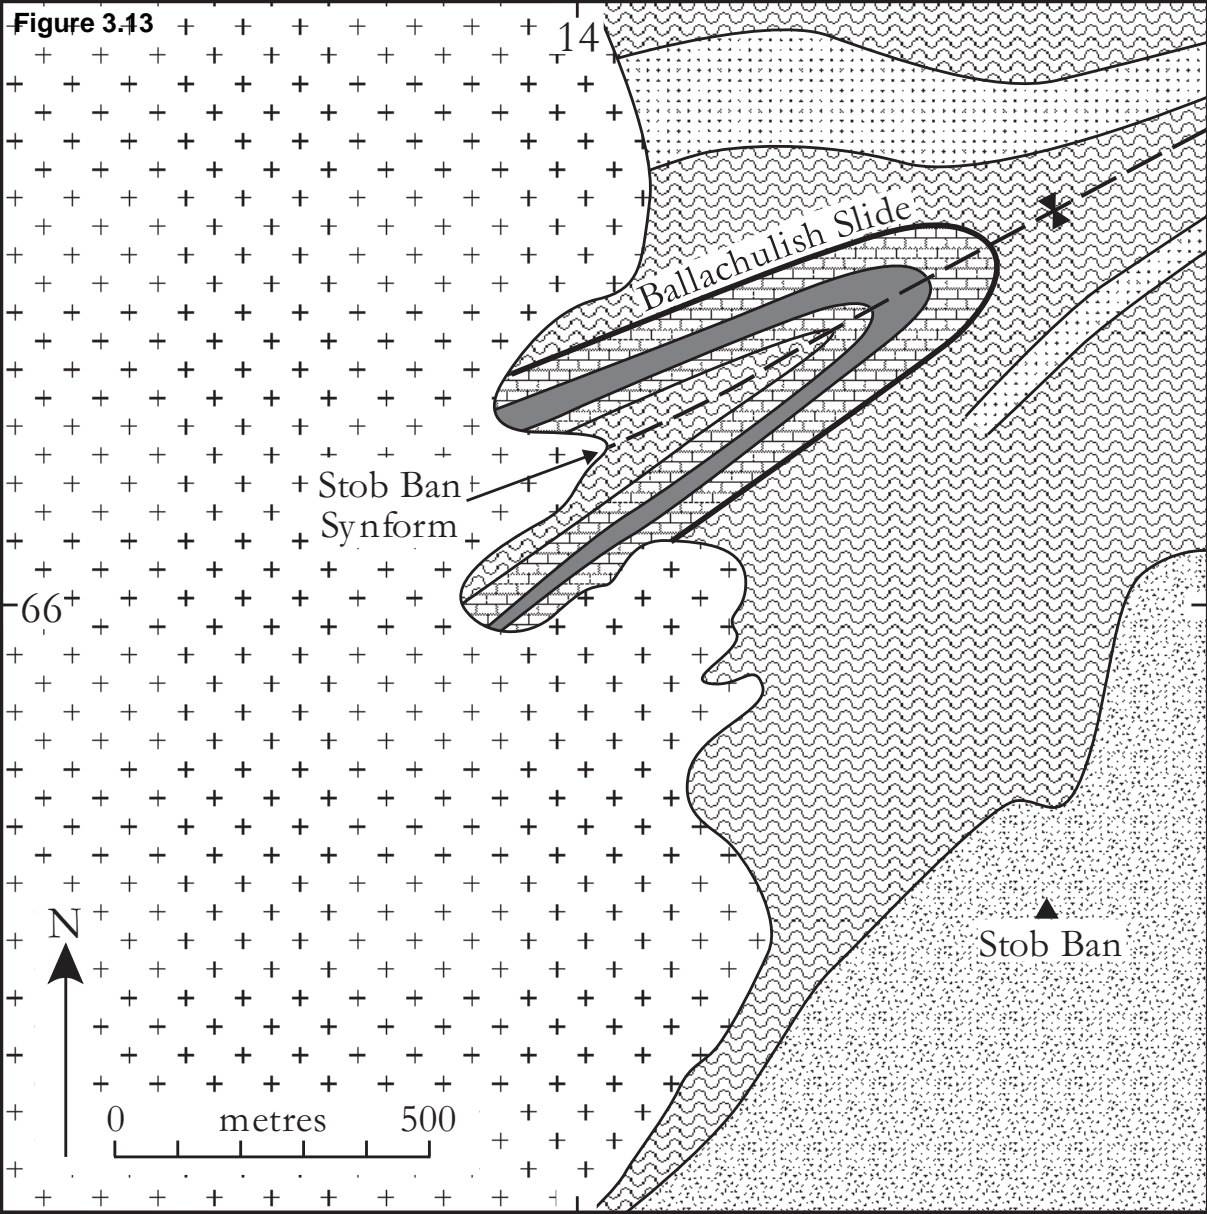 Figure 3.13
14
Ballachulish Slide
Stob Ban
Synform
66
N
Stob Ban
0 metres 500